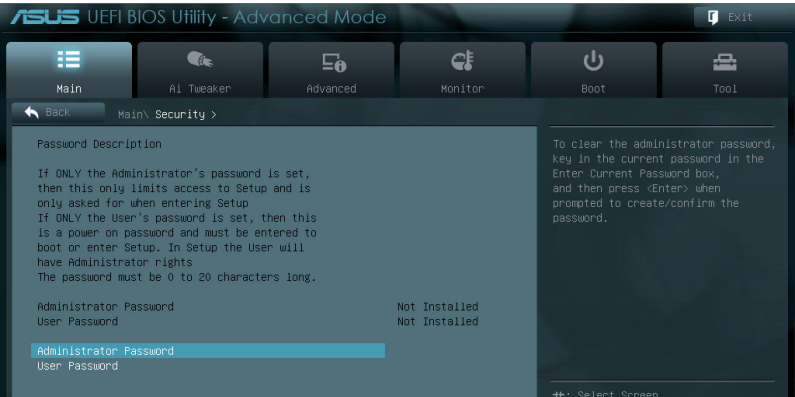 ASUS UEFI BIOS Utility - Advanced Mode
Exit
Main
Ai Tweaker
Advanced
Monitor
Boot
Tool
Back
Main\ Security >
Password Description
If ONLY the Administrator's password is set,
then this only limits access to Setup and is
only asked for when entering Setup
If ONLY the User's password is set, then this
is a power on password and must be entered to
boot or enter Setup. In Setup the User will
have Administrator rights
The password must be 0 to 20 characters long.
Administrator Password Not Installed
User Password Not Installed
Administrator Password
User Password
To clear the administrator password,
key in the current password in the
Enter Current Password box,
and then press <Enter> when
prompted to create/confirm the
password.
: Select Screen